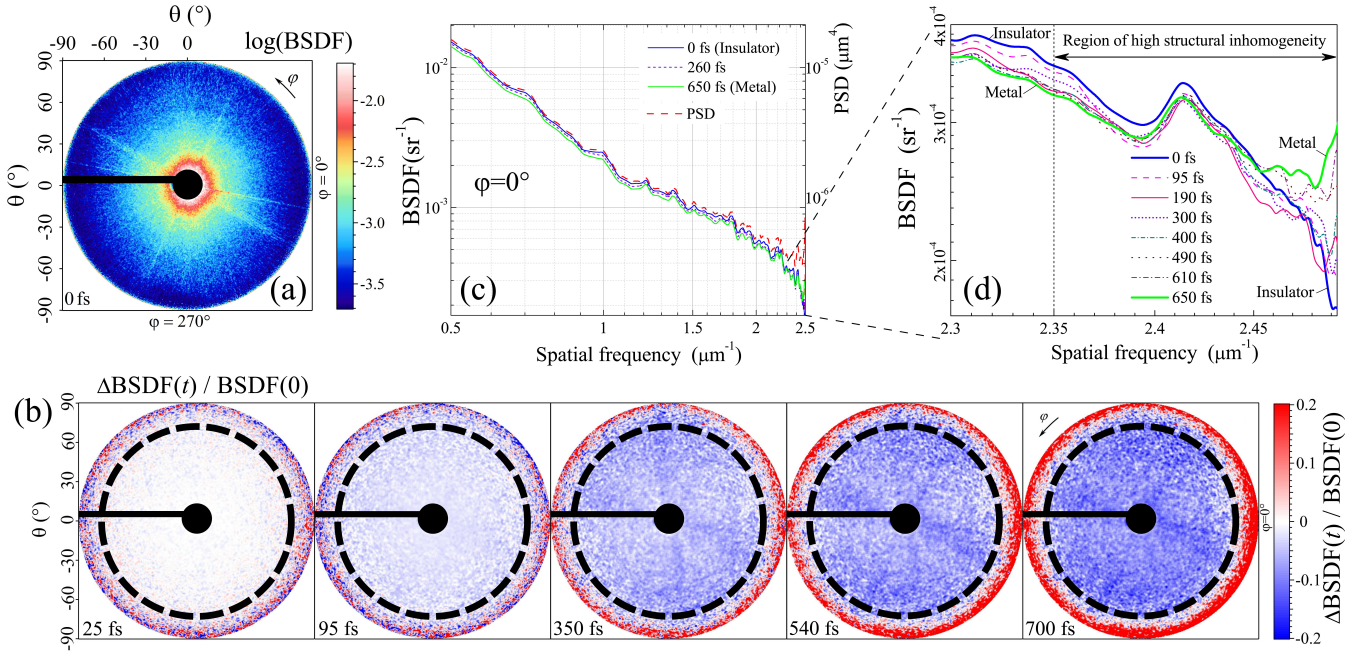 θ (°)
-90 -60 -30 0
log(BSDF)
90
60
30
0
-30
-60
-90
θ (°)
φ
φ = 0°
φ = 270°
0 fs
(a)
-2.0
-2.5
-3.0
-3.5
10⁻²
10⁻³
BSDF(sr⁻¹)
0 fs (Insulator)
260 fs
650 fs (Metal)
PSD
φ=0°
(c)
10⁻⁵
10⁻⁶
PSD (μm⁴)
0.5 1 1.5 2 2.5
Spatial frequency (μm⁻¹)
4x10⁻⁴
3x10⁻⁴
2x10⁻⁴
BSDF (sr⁻¹)
Insulator
Region of high structural inhomogeneity
Metal
Metal
0 fs
95 fs
190 fs
300 fs
400 fs
490 fs
610 fs
650 fs
Insulator
(d)
2.3 2.35 2.4 2.45
Spatial frequency (μm⁻¹)
ΔBSDF(t) / BSDF(0)
(b)
90
60
30
0
-30
-60
-90
θ (°)
25 fs
95 fs
350 fs
540 fs
700 fs
φ
φ=0°
0.2
0.1
0
-0.1
-0.2
ΔBSDF(t) / BSDF(0)